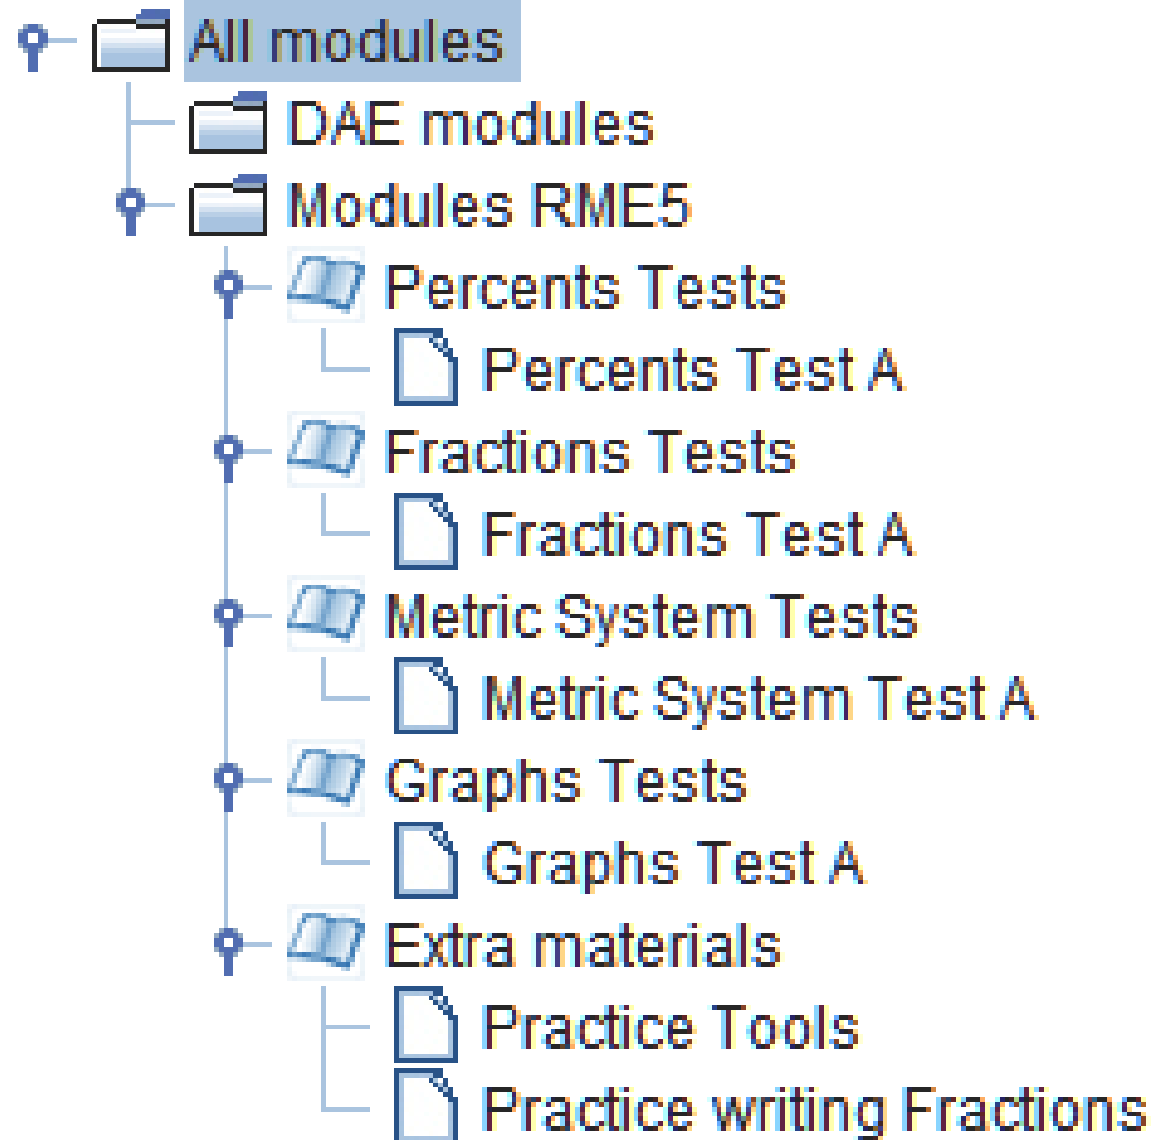 All modules
DAE modules
Modules RME5
Percents Tests
Percents Test A
Fractions Tests
Fractions Test A
Metric System Tests
Metric System Test A
Graphs Tests
Graphs Test A
Extra materials
Practice Tools
Practice writing Fractions